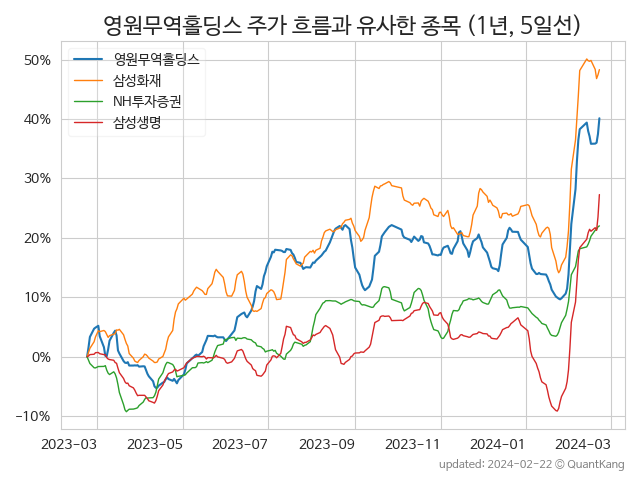 영원무역홀딩스 주가 흐름과 유사한 종목 (1년, 5일선)
영원무역홀딩스
삼성화재
NH투자증권
삼성생명
50%
40%
30%
20%
10%
0%
−10%
2023-03 2023-05 2023-07 2023-09 2023-11 2024-01 2024-03
updated: 2024-02-22 © QuantKang